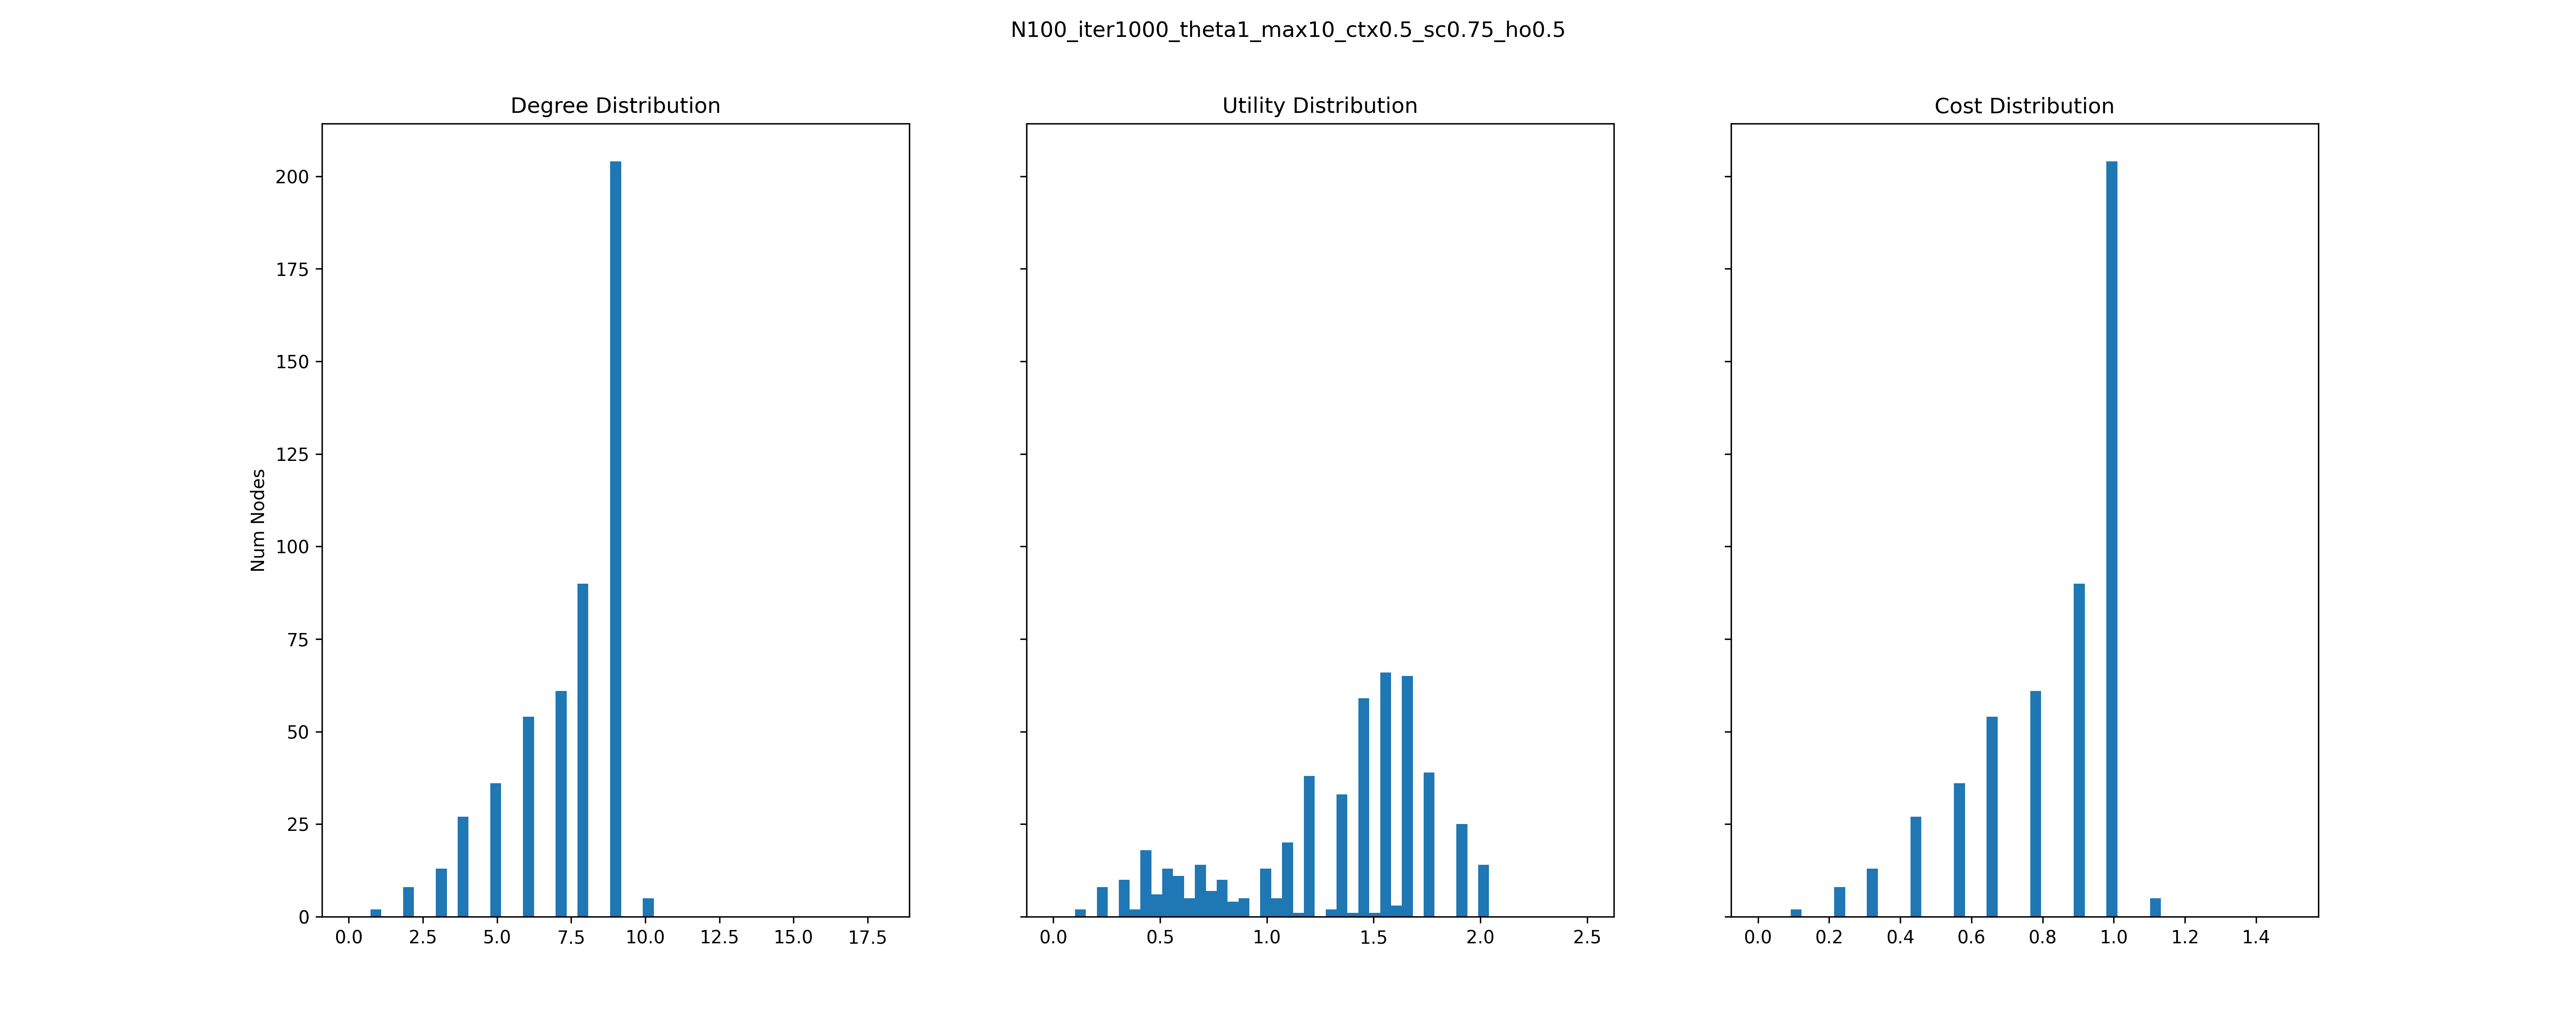 N100_iter1000_theta1_max10_ctx0.5_sc0.75_ho0.5
Degree Distribution
Num Nodes
200
175
150
125
100
75
50
25
0
0.0 2.5 5.0 7.5 10.0 12.5 15.0 17.5
Utility Distribution
0.0 0.5 1.0 1.5 2.0 2.5
Cost Distribution
0.0 0.2 0.4 0.6 0.8 1.0 1.2 1.4